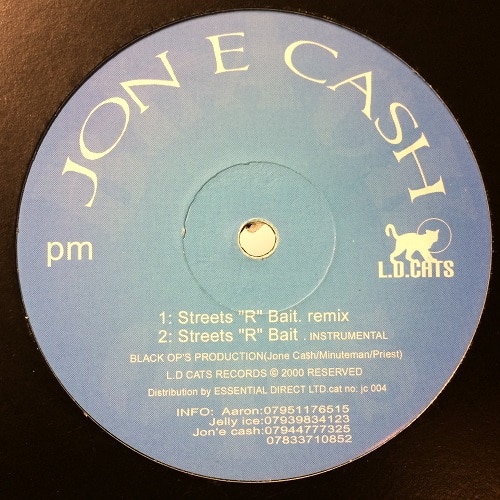 JON E CASH
pm
L.D.CATS
1: Streets "R" Bait. remix
2: Streets "R" Bait . INSTRUMENTAL
BLACK OP'S PRODUCTION(Jone Cash/Minuteman/Priest)
L.D CATS RECORDS © 2000 RESERVED
Distribution by ESSENTIAL DIRECT LTD.cat no: jc 004
INFO: Aaron:07951176515
Jelly ice:07939834123
Jon'e cash:07944777325
07833710852